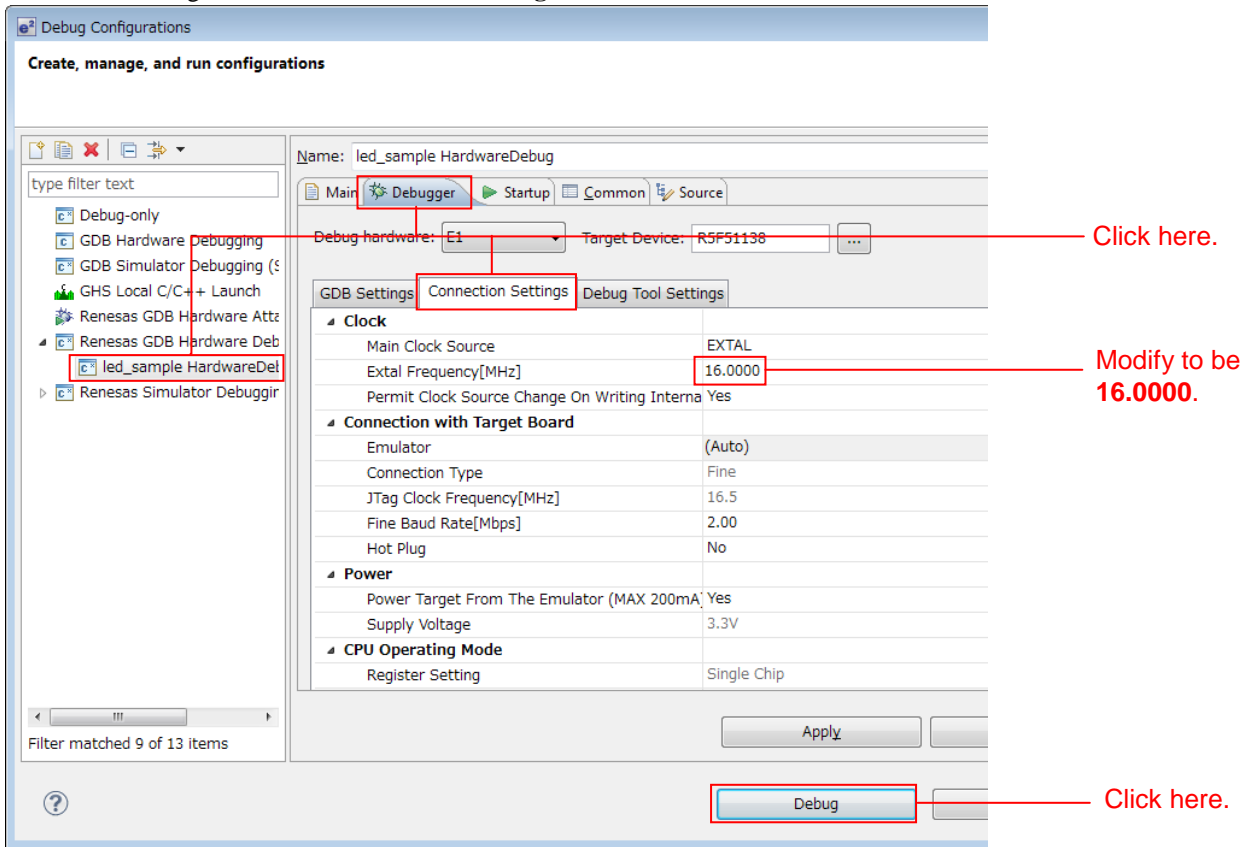 e² Debug Configurations
Create, manage, and run configurations
Name: led_sample HardwareDebug
type filter text
Main Debugger Startup Common Source
Debug-only
GDB Hardware Debugging
GDB Simulator Debugging (S
GHS Local C/C++ Launch
Renesas GDB Hardware Atta
Renesas GDB Hardware Deb
led_sample HardwareDeb
Renesas Simulator Debuggin
Filter matched 9 of 13 items
Debug hardware: E1 Target Device: R5F51138 ...
GDB Settings Connection Settings Debug Tool Settings
Clock
Main Clock Source EXTAL
Extal Frequency[MHz] 16.0000
Permit Clock Source Change On Writing Interna Yes
Connection with Target Board
Emulator (Auto)
Connection Type Fine
JTag Clock Frequency[MHz] 16.5
Fine Baud Rate[Mbps] 2.00
Hot Plug No
Power
Power Target From The Emulator (MAX 200mA) Yes
Supply Voltage 3.3V
CPU Operating Mode
Register Setting Single Chip
Apply
Debug
Click here.
Modify to be
16.0000.
Click here.